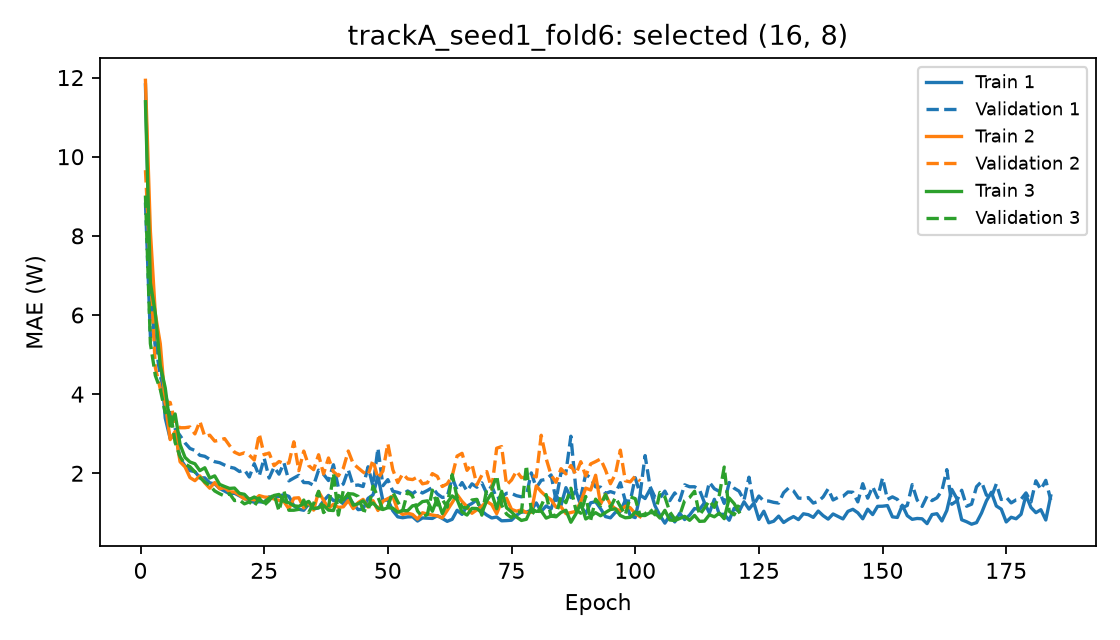 trackA_seed1_fold6: selected (16, 8)
MAE (W)
12
10
8
6
4
2
0
25
50
75
100
125
150
175
Epoch
Train 1
Validation 1
Train 2
Validation 2
Train 3
Validation 3